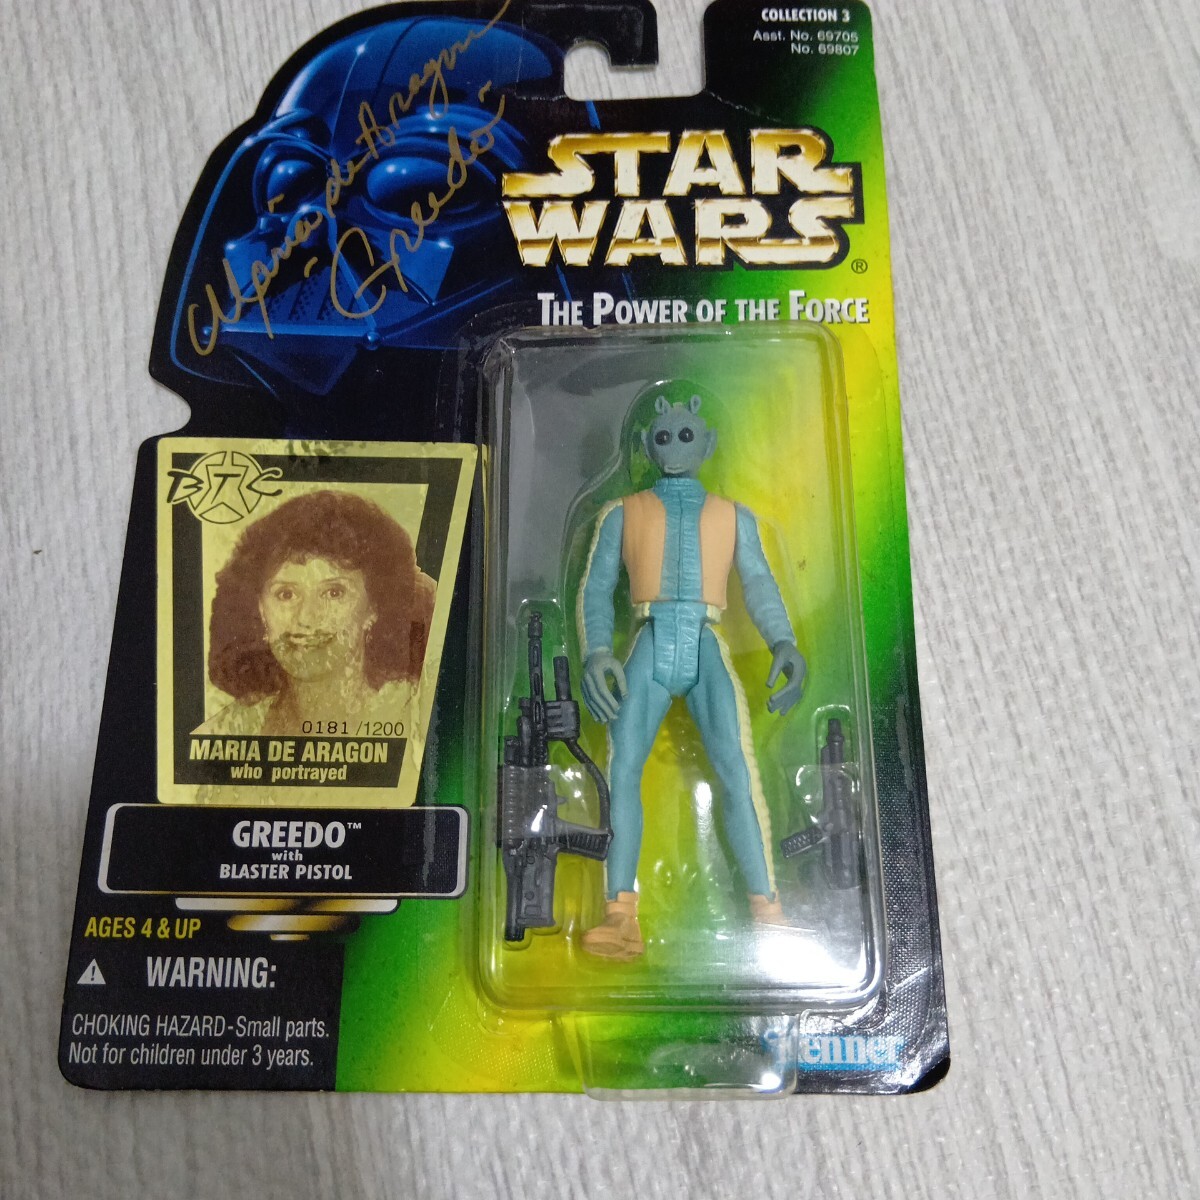 COLLECTION 3
Asst. No. 69705
No. 69807
Maria de Aragon
"Greedo"
STAR
WARS
®
THE POWER OF THE FORCE
BTC
0181 /1200
MARIA DE ARAGON
who portrayed
GREEDO™
with
BLASTER PISTOL
AGES 4 & UP
WARNING:
CHOKING HAZARD-Small parts.
Not for children under 3 years.
Kenner